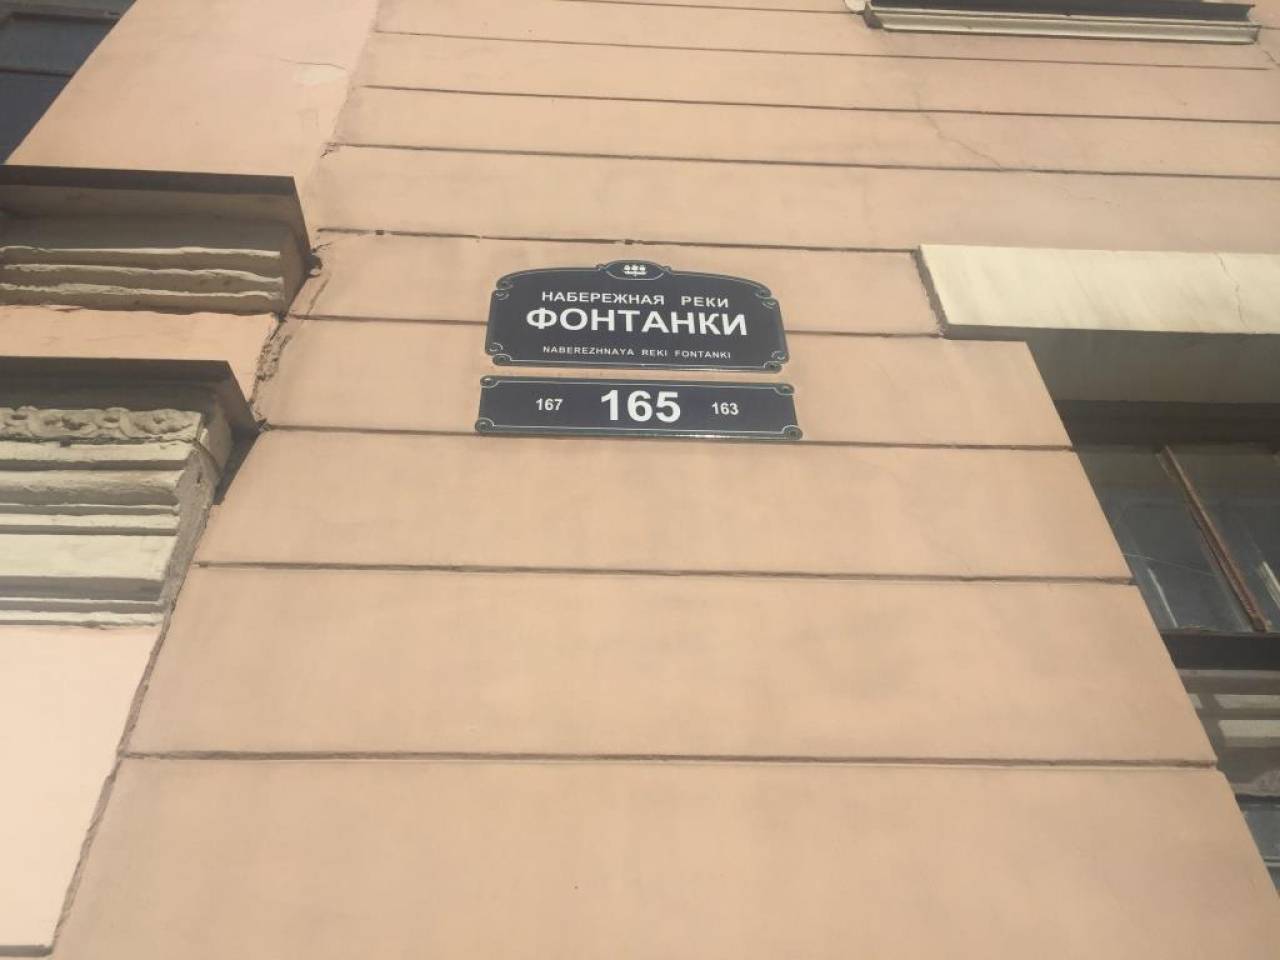 НАБЕРЕЖНАЯ РЕКИ
ФОНТАНКИ
NABEREZHNAYA REKI FONTANKI
167 165 163